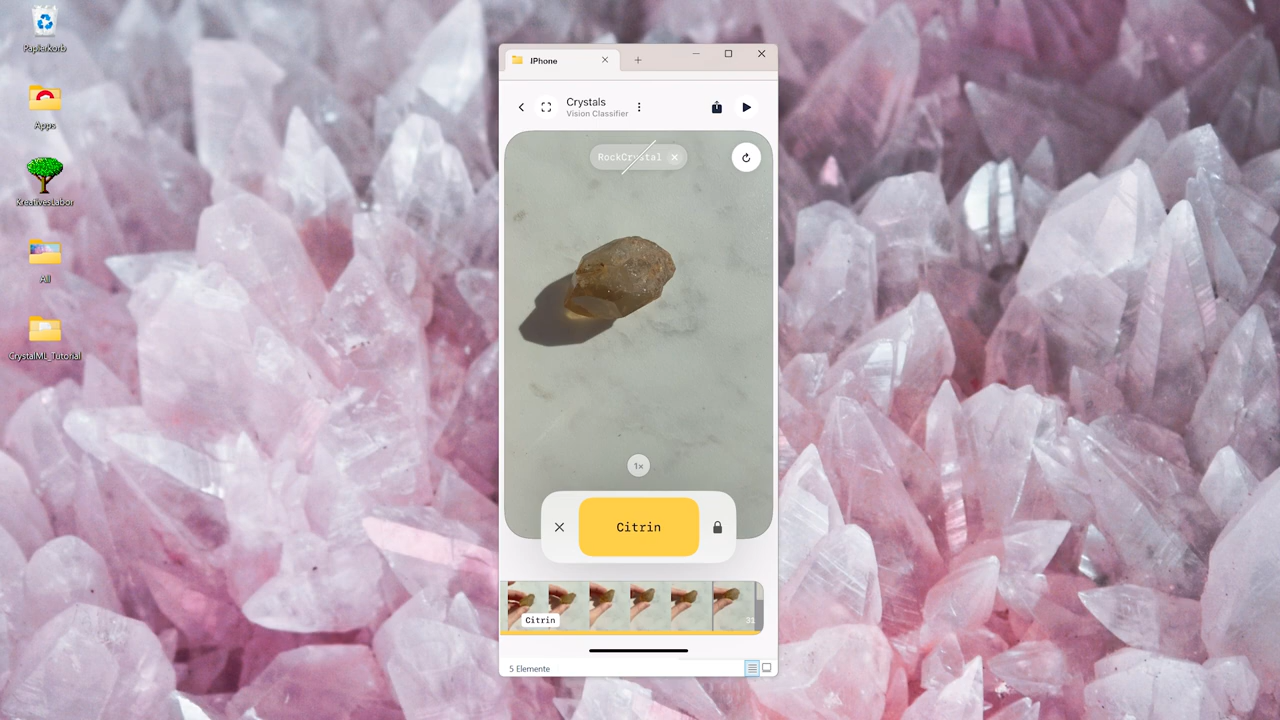 Papierkorb
Apps
KreativesLabor
All
CrystalML_Tutorial
IPhone
Crystals
Vision Classifier
RockCrystal
1×
Citrin
Citrin
31
5 Elemente